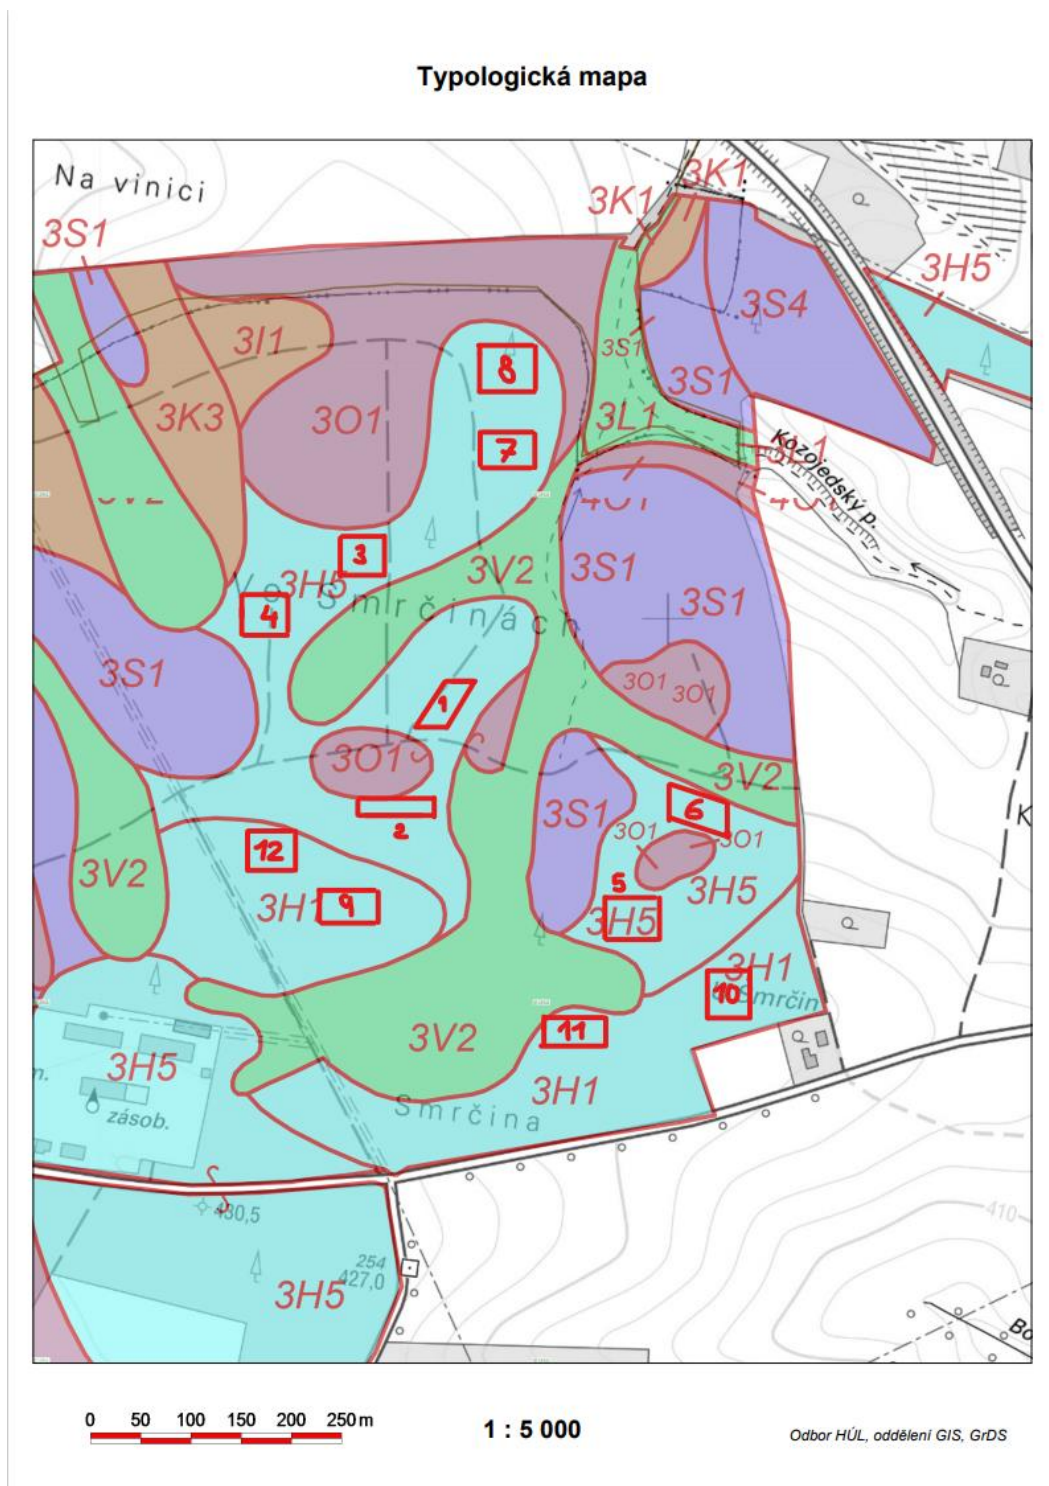 Typologická mapa
Na vinici
3K1
3K1
3S1
3H5
3S4
3I1
3S1
3S1
8
3K3
3O1
3L1
7
Kozojedský p.
3V2
4O1
3
3V2
3S1
3H5
Ve Smrčinách
4
3S1
3S1
3O1
3O1
1
3O1
3V2
2
3S1
6
3O1
3O1
12
3V2
5
3H5
3H1
9
3H5
3H1
10
U Smrčin
11
3V2
3H5
zásob.
3H1
Smrčina
430,5
410
254
427,0
3H5
Bo
K
0 50 100 150 200 250 m
1 : 5 000
Odbor HÚL, oddělení GIS, GrDS